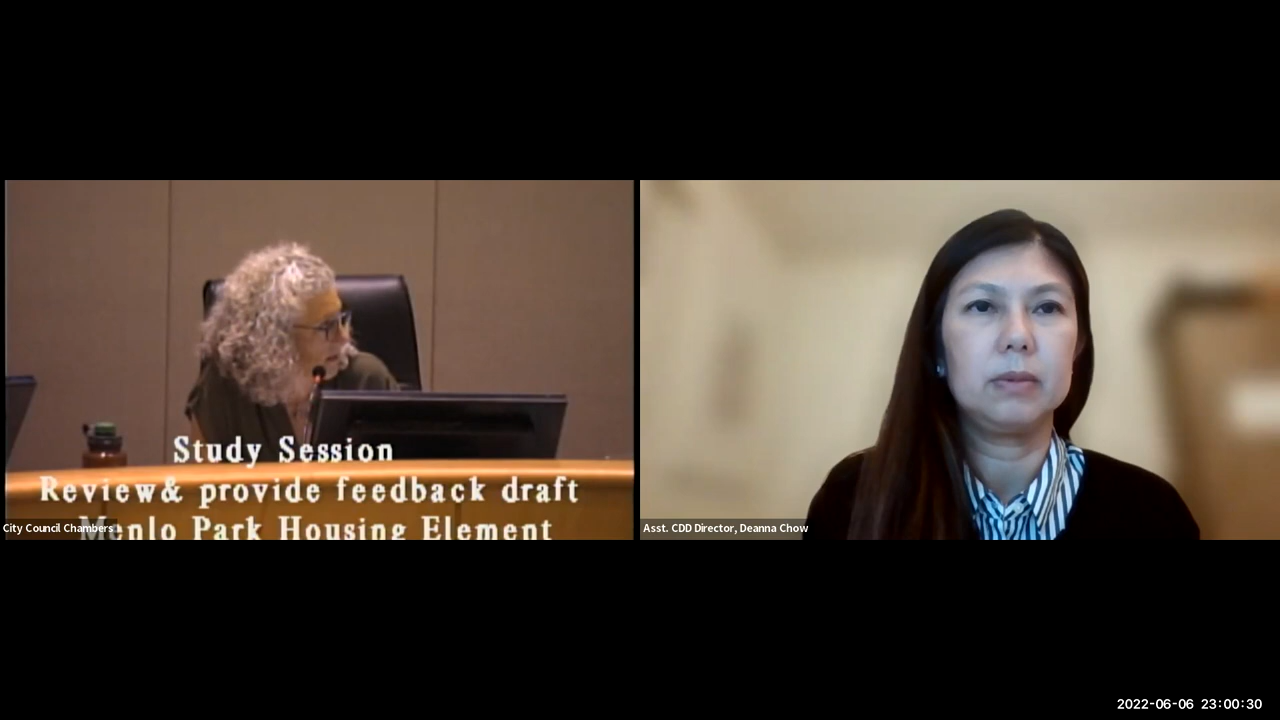 Study Session
Review& provide feedback draft
Menlo Park Housing Element
City Council Chambers
Asst. CDD Director, Deanna Chow
2022-06-06 23:00:30